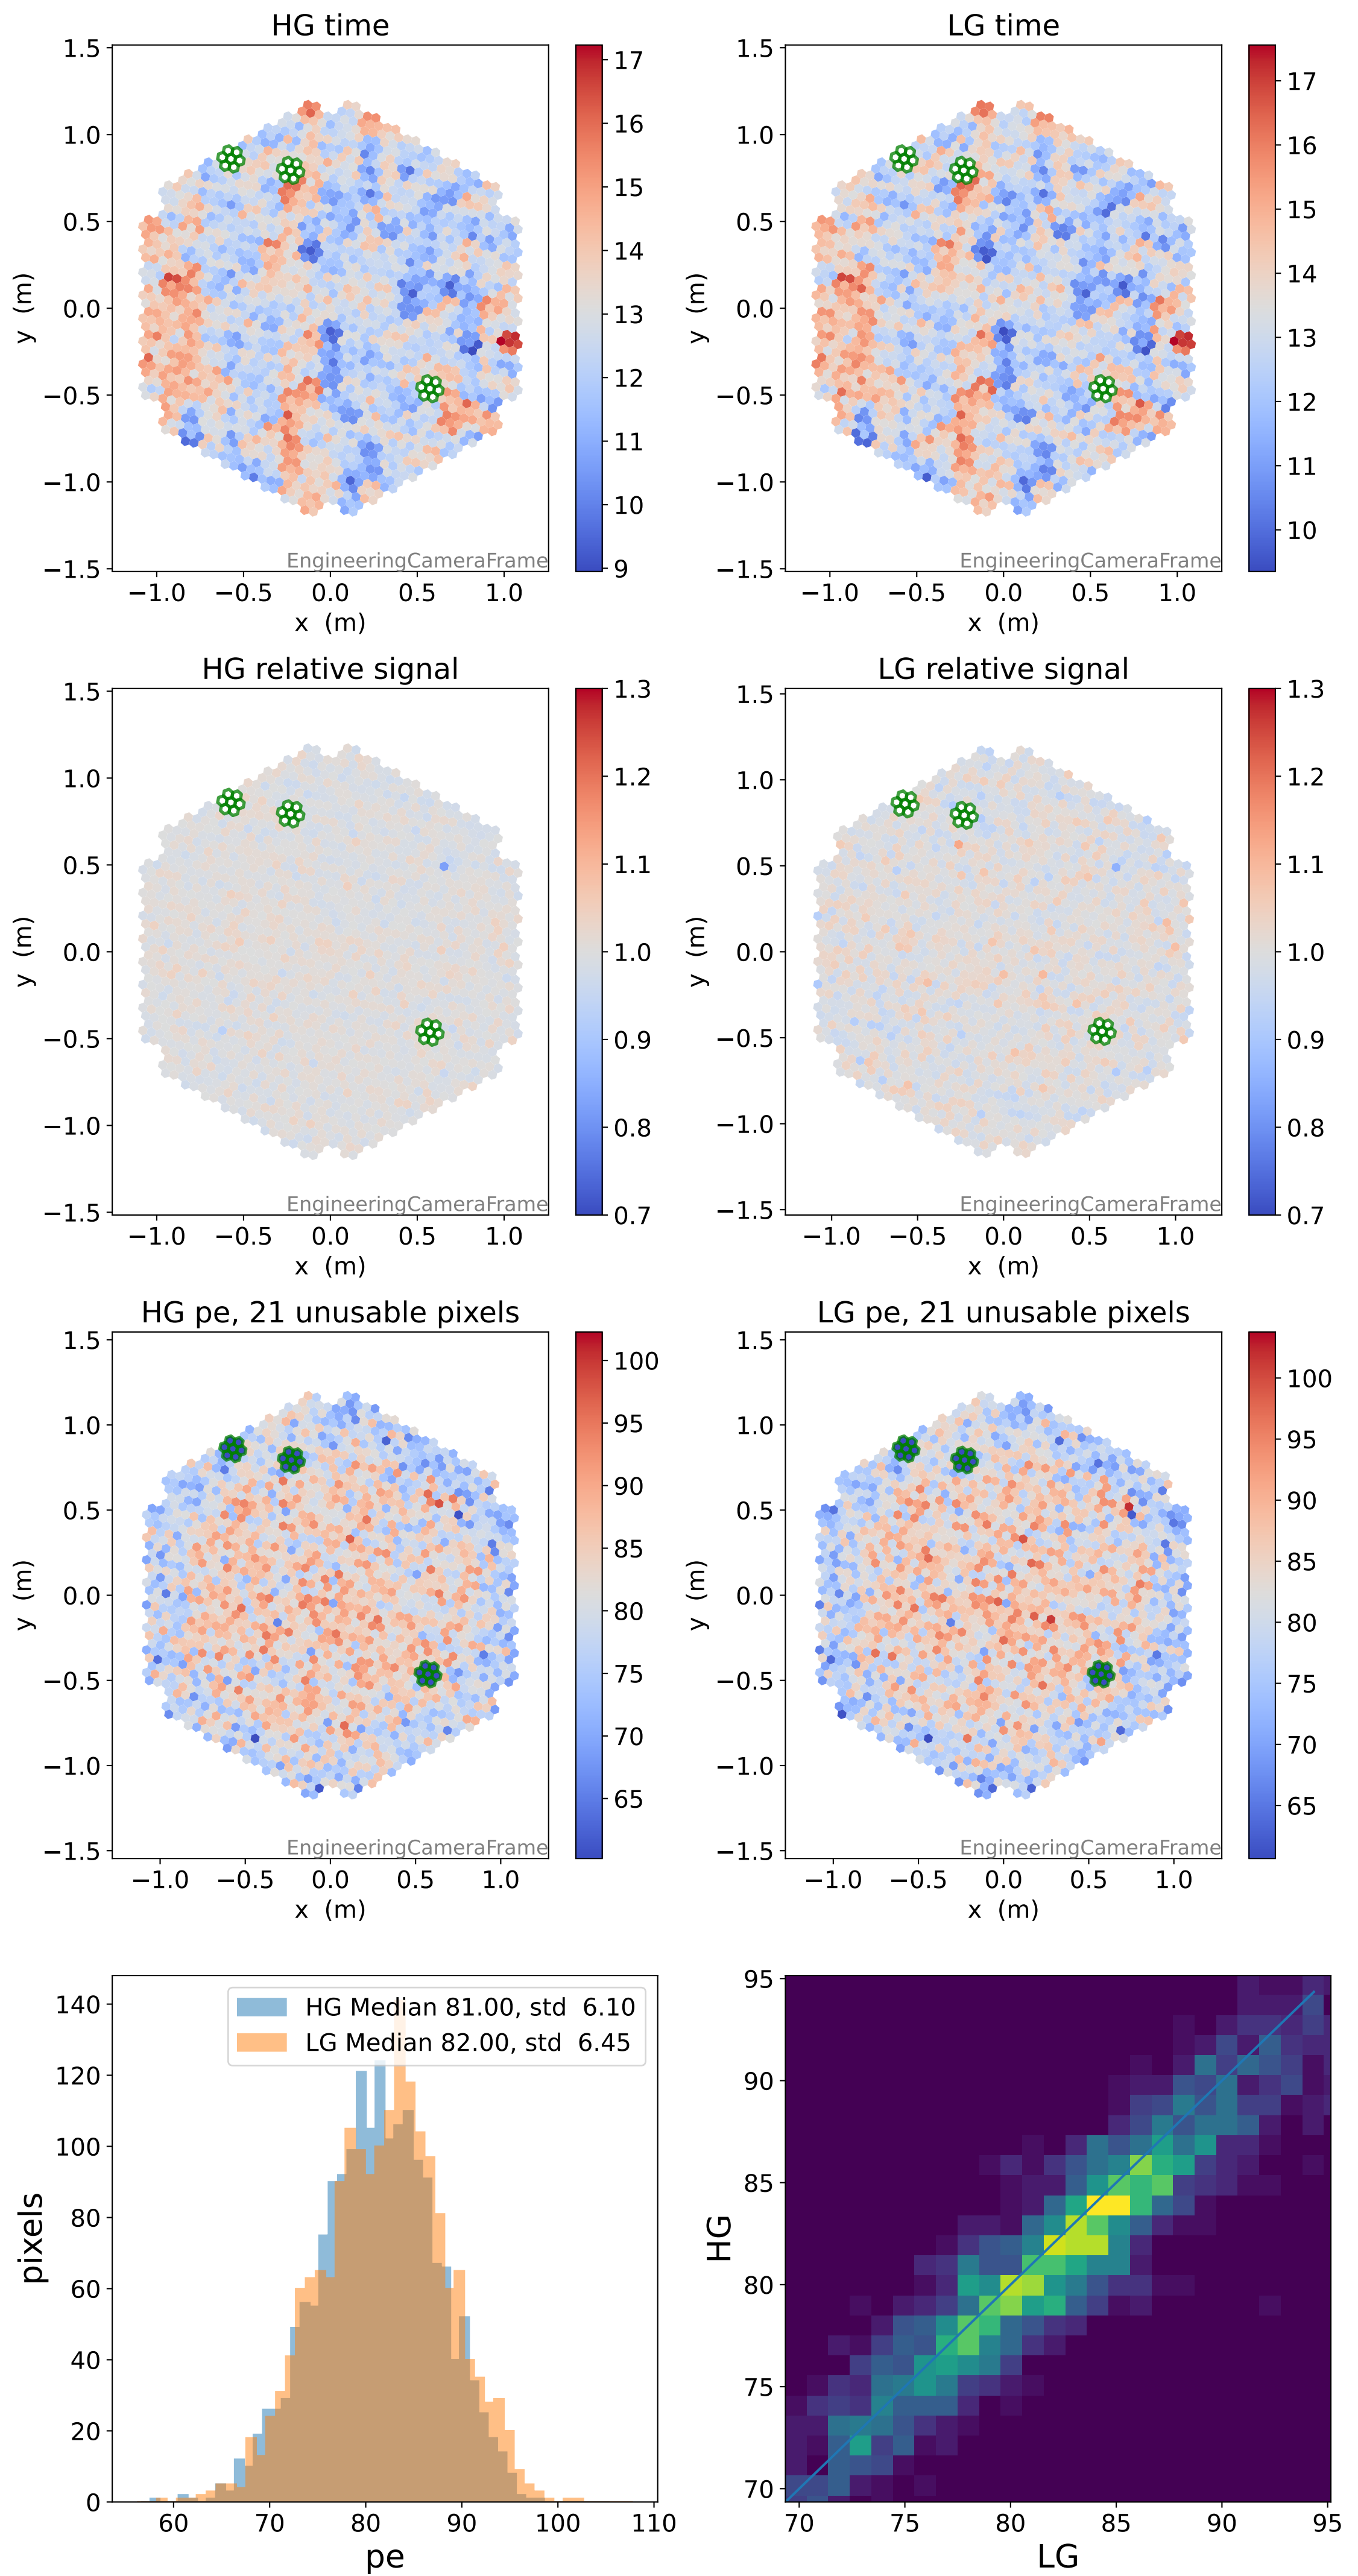 HG time
LG time
1.5
1.0
0.5
0.0
−0.5
−1.0
−1.5
y (m)
−1.0 −0.5 0.0 0.5 1.0
x (m)
EngineeringCameraFrame
17
16
15
14
13
12
11
10
9
1.5
1.0
0.5
0.0
−0.5
−1.0
−1.5
y (m)
−1.0 −0.5 0.0 0.5 1.0
x (m)
EngineeringCameraFrame
17
16
15
14
13
12
11
10
HG relative signal
LG relative signal
1.5
1.0
0.5
0.0
−0.5
−1.0
−1.5
y (m)
−1.0 −0.5 0.0 0.5 1.0
x (m)
EngineeringCameraFrame
1.3
1.2
1.1
1.0
0.9
0.8
0.7
1.5
1.0
0.5
0.0
−0.5
−1.0
−1.5
y (m)
−1.0 −0.5 0.0 0.5 1.0
x (m)
EngineeringCameraFrame
1.3
1.2
1.1
1.0
0.9
0.8
0.7
HG pe, 21 unusable pixels
LG pe, 21 unusable pixels
1.5
1.0
0.5
0.0
−0.5
−1.0
−1.5
y (m)
−1.0 −0.5 0.0 0.5 1.0
x (m)
EngineeringCameraFrame
100
95
90
85
80
75
70
65
1.5
1.0
0.5
0.0
−0.5
−1.0
−1.5
y (m)
−1.0 −0.5 0.0 0.5 1.0
x (m)
EngineeringCameraFrame
100
95
90
85
80
75
70
65
HG Median 81.00, std 6.10
LG Median 82.00, std 6.45
140
120
100
80
60
40
20
0
pixels
60 70 80 90 100 110
pe
95
90
85
80
75
70
HG
70 75 80 85 90 95
LG